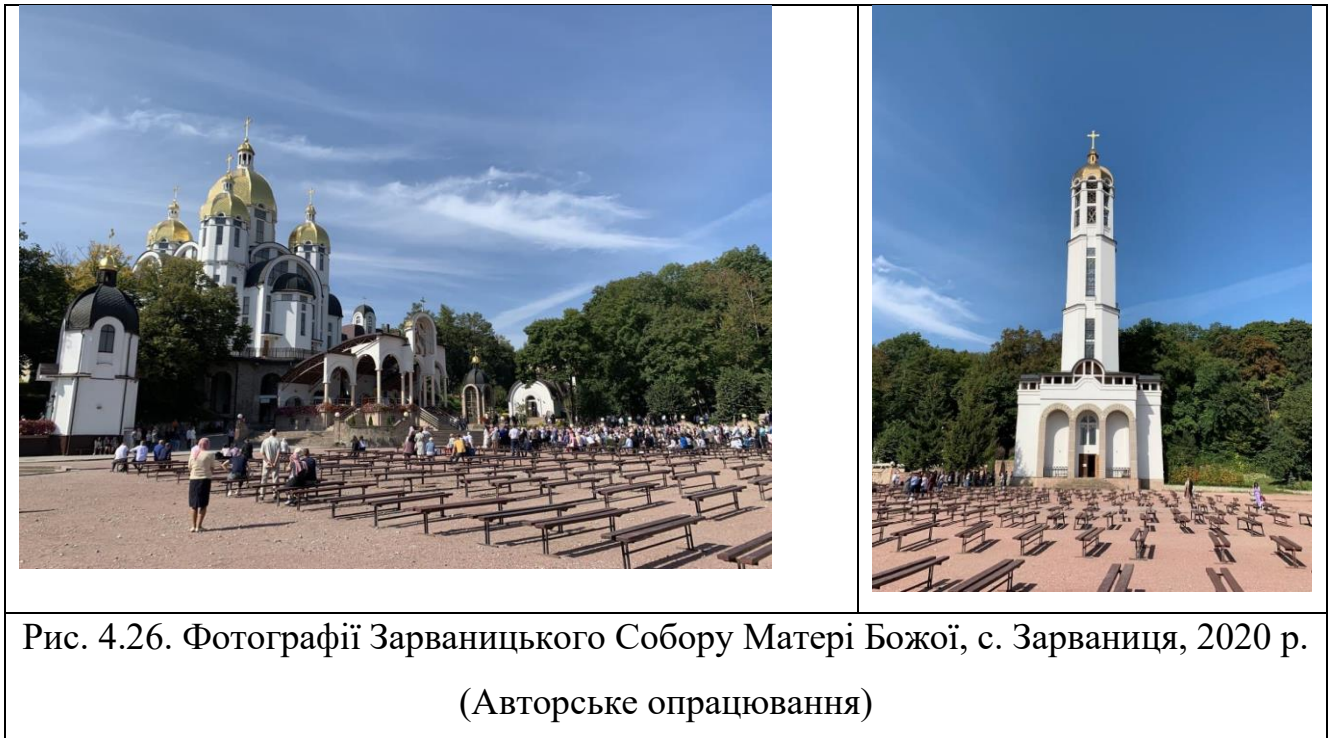 Рис. 4.26. Фотографії Зарваницького Собору Матері Божої, с. Зарваниця, 2020 р.
(Авторське опрацювання)